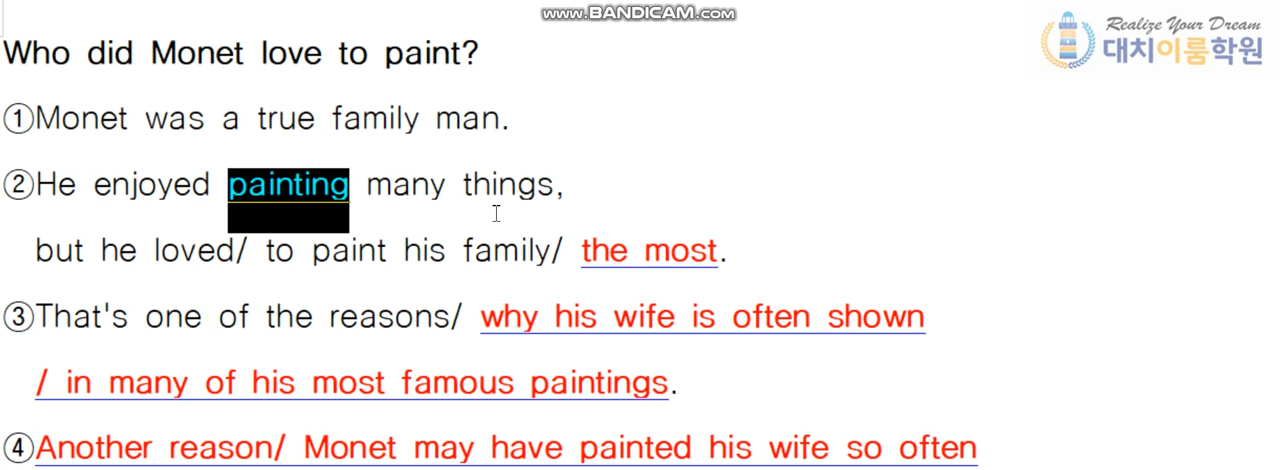 www.BANDICAM.com
Realize Your Dream
대치이룸학원
Who did Monet love to paint?
①Monet was a true family man.
②He enjoyed painting many things,
but he loved/ to paint his family/ the most.
③That's one of the reasons/ why his wife is often shown
/ in many of his most famous paintings.
④Another reason/ Monet may have painted his wife so often